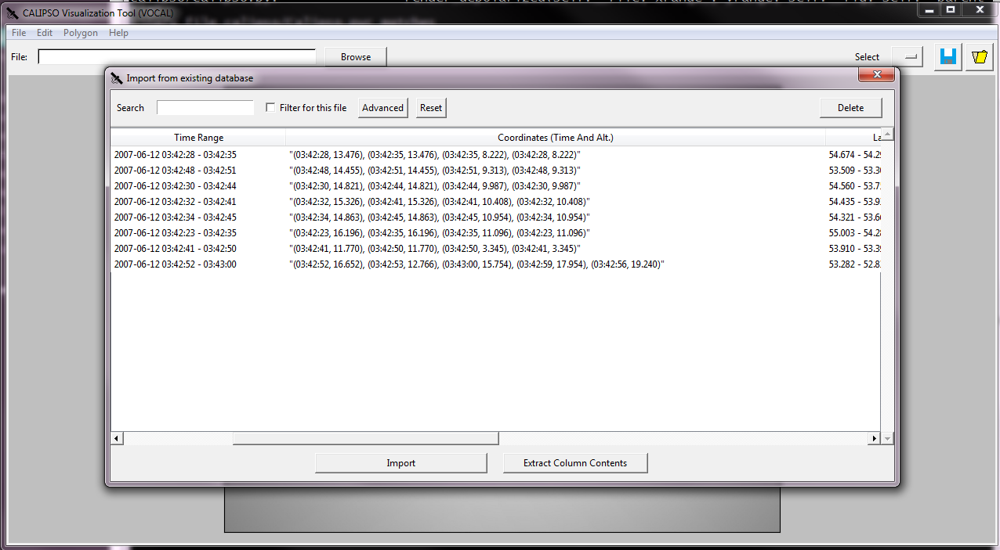 CALIPSO Visualization Tool (VOCAL)
File Edit Polygon Help
File: Browse Select
Import from existing database
Search Filter for this file Advanced Reset Delete
Time Range Coordinates (Time And Alt.)
2007-06-12 03:42:28 - 03:42:35 "(03:42:28, 13.476), (03:42:35, 13.476), (03:42:35, 8.222), (03:42:28, 8.222)" 54.674 - 54.29
2007-06-12 03:42:48 - 03:42:51 "(03:42:48, 14.455), (03:42:51, 14.455), (03:42:51, 9.313), (03:42:48, 9.313)" 53.509 - 53.3
2007-06-12 03:42:30 - 03:42:44 "(03:42:30, 14.821), (03:42:44, 14.821), (03:42:44, 9.987), (03:42:30, 9.987)" 54.560 - 53.7
2007-06-12 03:42:32 - 03:42:41 "(03:42:32, 15.326), (03:42:41, 15.326), (03:42:41, 10.408), (03:42:32, 10.408)" 54.435 - 53.9
2007-06-12 03:42:34 - 03:42:45 "(03:42:34, 14.863), (03:42:45, 14.863), (03:42:45, 10.954), (03:42:34, 10.954)" 54.321 - 53.6
2007-06-12 03:42:23 - 03:42:35 "(03:42:23, 16.196), (03:42:35, 16.196), (03:42:35, 11.096), (03:42:23, 11.096)" 55.003 - 54.2
2007-06-12 03:42:41 - 03:42:50 "(03:42:41, 11.770), (03:42:50, 11.770), (03:42:50, 3.345), (03:42:41, 3.345)" 53.910 - 53.3
2007-06-12 03:42:52 - 03:43:00 "(03:42:52, 16.652), (03:42:53, 12.766), (03:43:00, 15.754), (03:42:59, 17.954), (03:42:56, 19.240)" 53.282 - 52.8
Import Extract Column Contents